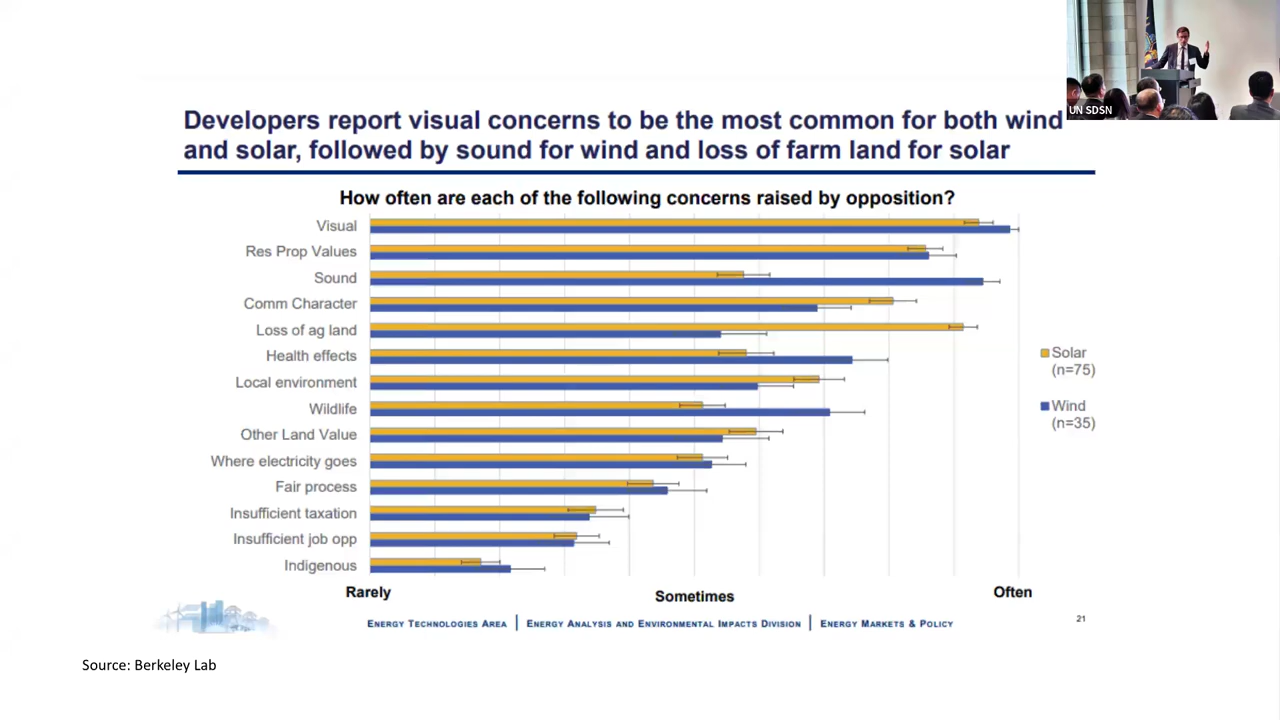 UN SDSN
Developers report visual concerns to be the most common for both wind
and solar, followed by sound for wind and loss of farm land for solar
How often are each of the following concerns raised by opposition?
Visual
Res Prop Values
Sound
Comm Character
Loss of ag land
Health effects
Local environment
Wildlife
Other Land Value
Where electricity goes
Fair process
Insufficient taxation
Insufficient job opp
Indigenous
Solar
(n=75)
Wind
(n=35)
Rarely
Sometimes
Often
ENERGY TECHNOLOGIES AREA | ENERGY ANALYSIS AND ENVIRONMENTAL IMPACTS DIVISION | ENERGY MARKETS & POLICY
21
Source: Berkeley Lab